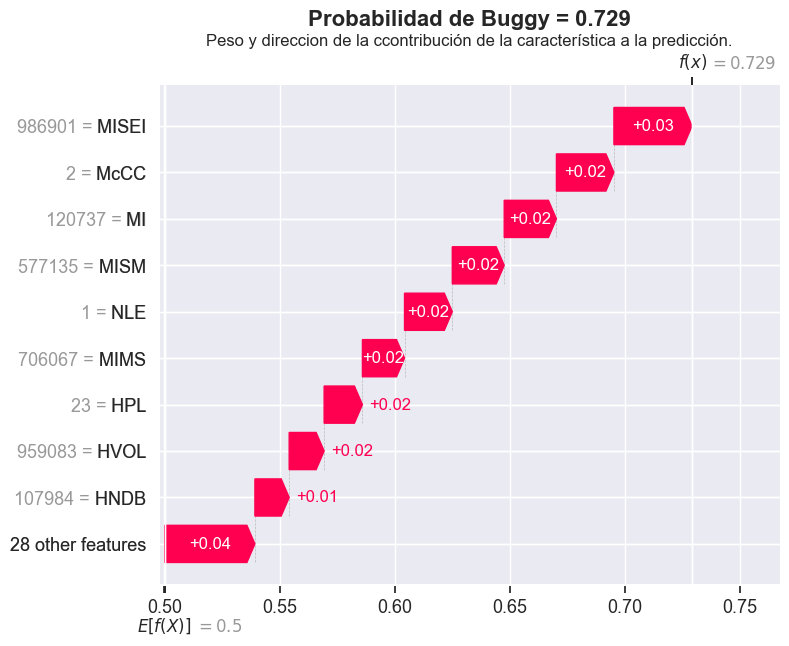 Probabilidad de Buggy = 0.729
Peso y direccion de la ccontribución de la característica a la predicción.
f(x) = 0.729
986901 = MISEI
+0.03
2 = McCC
+0.02
120737 = MI
+0.02
577135 = MISM
+0.02
1 = NLE
+0.02
706067 = MIMS
+0.02
23 = HPL
+0.02
959083 = HVOL
+0.02
107984 = HNDB
+0.01
28 other features
+0.04
0.50 0.55 0.60 0.65 0.70 0.75
E[f(X)] = 0.5